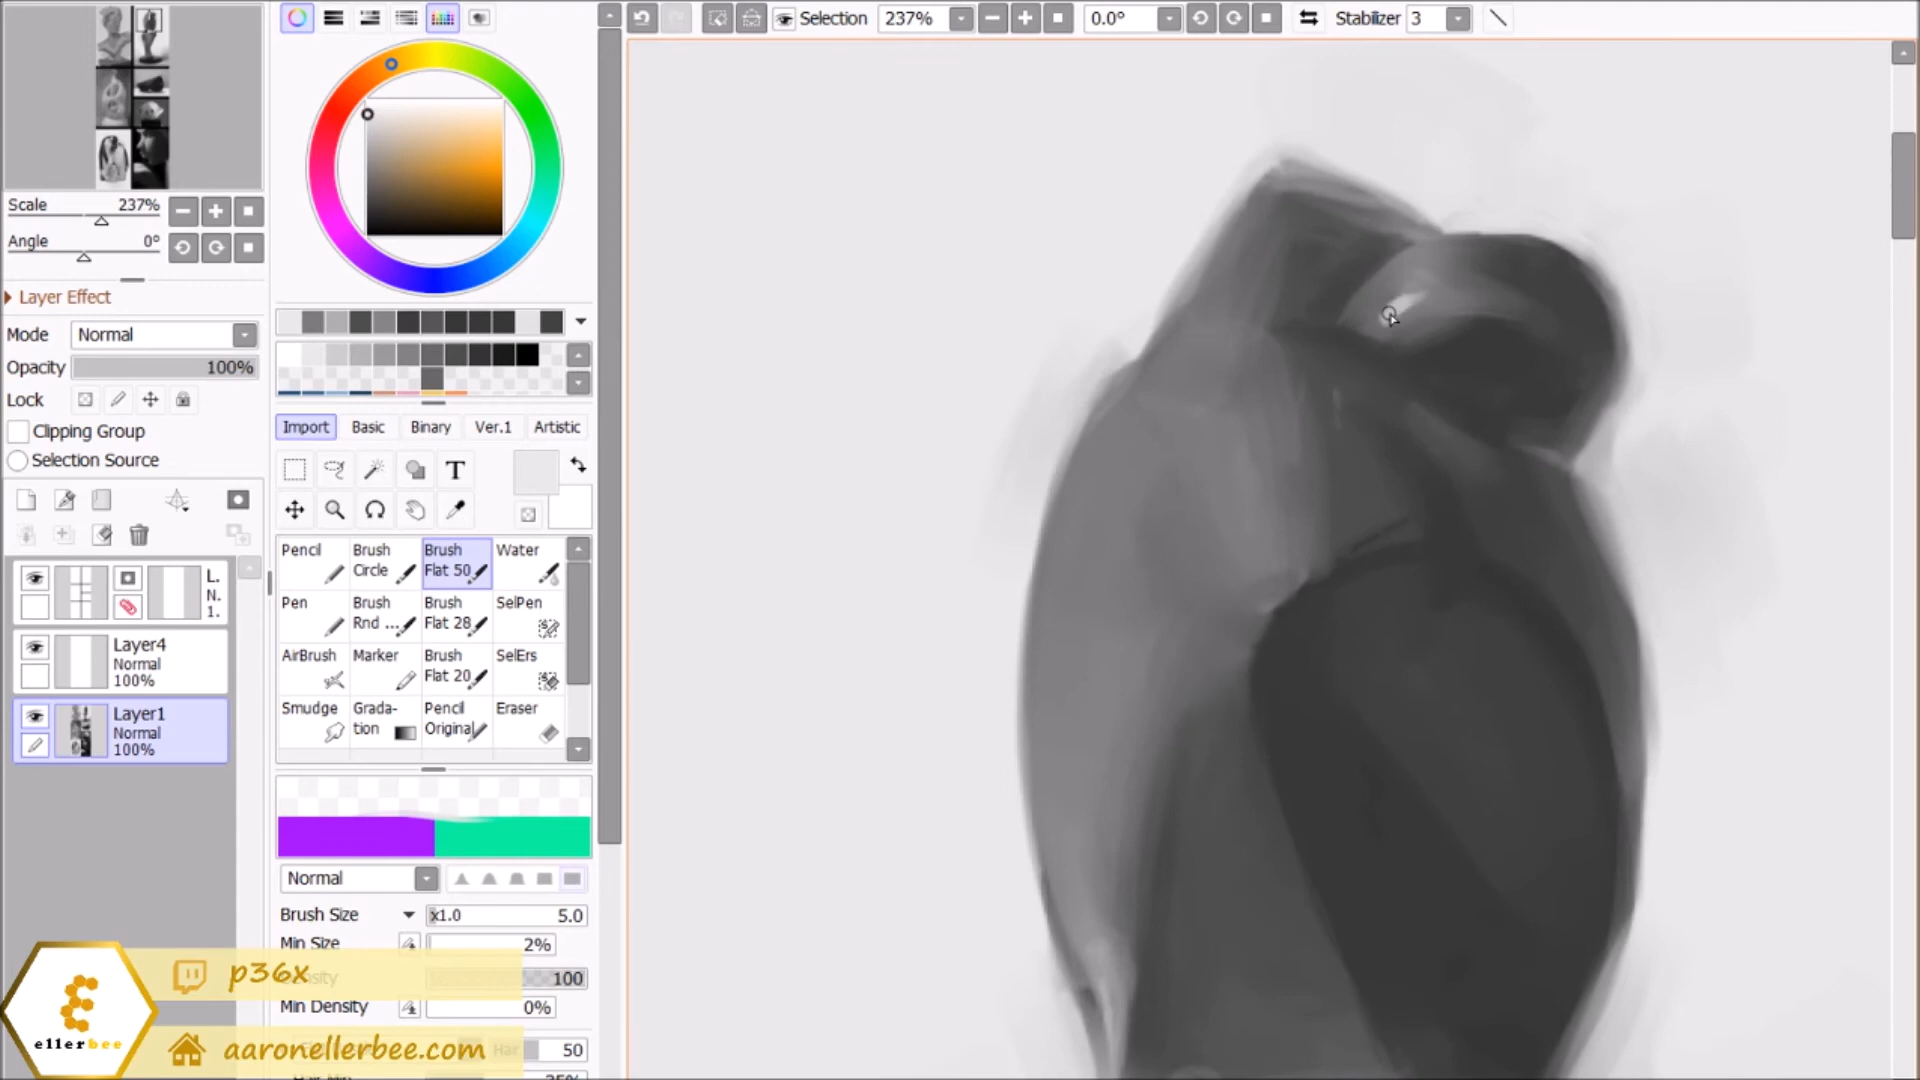 Selection 237% 0.0° Stabilizer 3
Scale 237%
Angle 0°
Layer Effect
Mode Normal
Opacity 100%
Lock
Clipping Group
Selection Source
L.
N.
1.
Layer4
Normal
100%
Layer1
Normal
100%
Import Basic Binary Ver.1 Artistic
T
Pencil Brush Circle Brush Flat 50 Water
Pen Brush Rnd ... Brush Flat 28 SelPen
AirBrush Marker Brush Flat 20 SelErs
Smudge Grada-tion Pencil Original Eraser
Normal
Brush Size x1.0 5.0
Min Size 2%
100
Min Density 0%
50
p36x
ellerbee
aaronellerbee.com